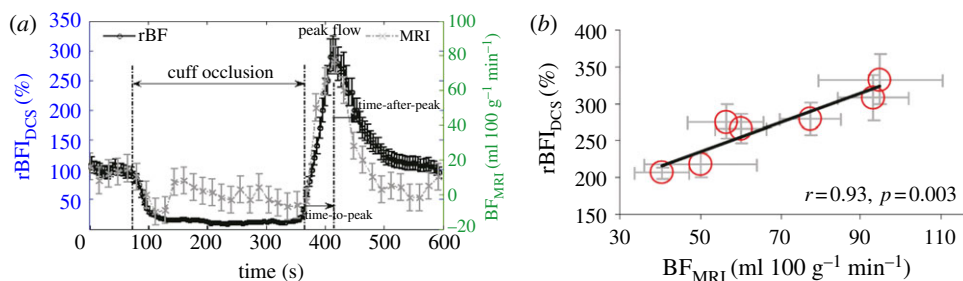 (a)
rBFI_DCS (%)
350
300
250
200
150
100
50
rBF
peak flow
MRI
cuff occlusion
time-after-peak
time-to-peak
100
80
60
40
20
0
−20
BF_MRI (ml 100 g⁻¹ min⁻¹)
0 100 200 300 400 500 600
time (s)
(b)
rBFI_DCS (%)
400
350
300
250
200
150
r=0.93, p=0.003
30 50 70 90 110
BF_MRI (ml 100 g⁻¹ min⁻¹)